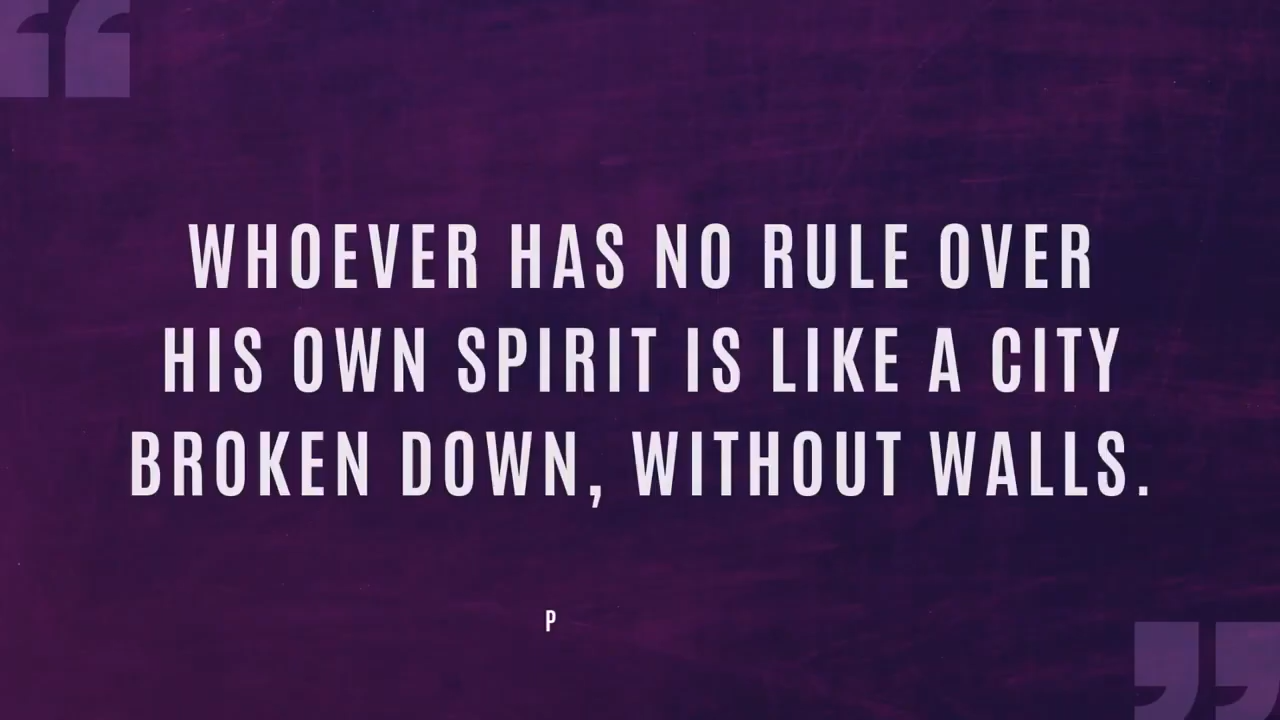 WHOEVER HAS NO RULE OVER
HIS OWN SPIRIT IS LIKE A CITY
BROKEN DOWN, WITHOUT WALLS.
P